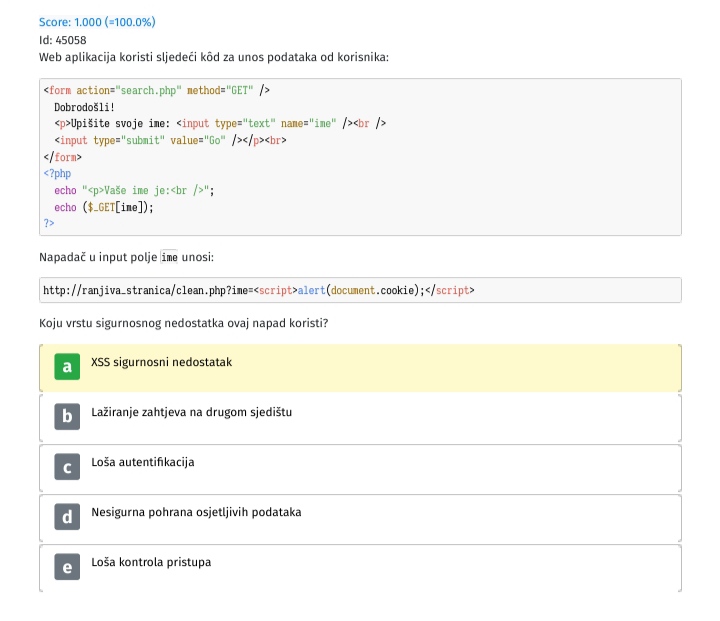 Score: 1.000 (=100.0%)
Id: 45058
Web aplikacija koristi sljedeći kôd za unos podataka od korisnika:
<form action="search.php" method="GET" />
Dobrodošli!
<p>Upišite svoje ime: <input type="text" name="ime" /><br />
<input type="submit" value="Go" /></p><br>
</form>
<?php
echo "<p>Vaše ime je:<br />";
echo ($_GET[ime]);
?>
Napadač u input polje ime unosi:
http://ranjiva_stranica/clean.php?ime=<script>alert(document.cookie);</script>
Koju vrstu sigurnosnog nedostatka ovaj napad koristi?
a XSS sigurnosni nedostatak
b Lažiranje zahtjeva na drugom sjedištu
c Loša autentifikacija
d Nesigurna pohrana osjetljivih podataka
e Loša kontrola pristupa